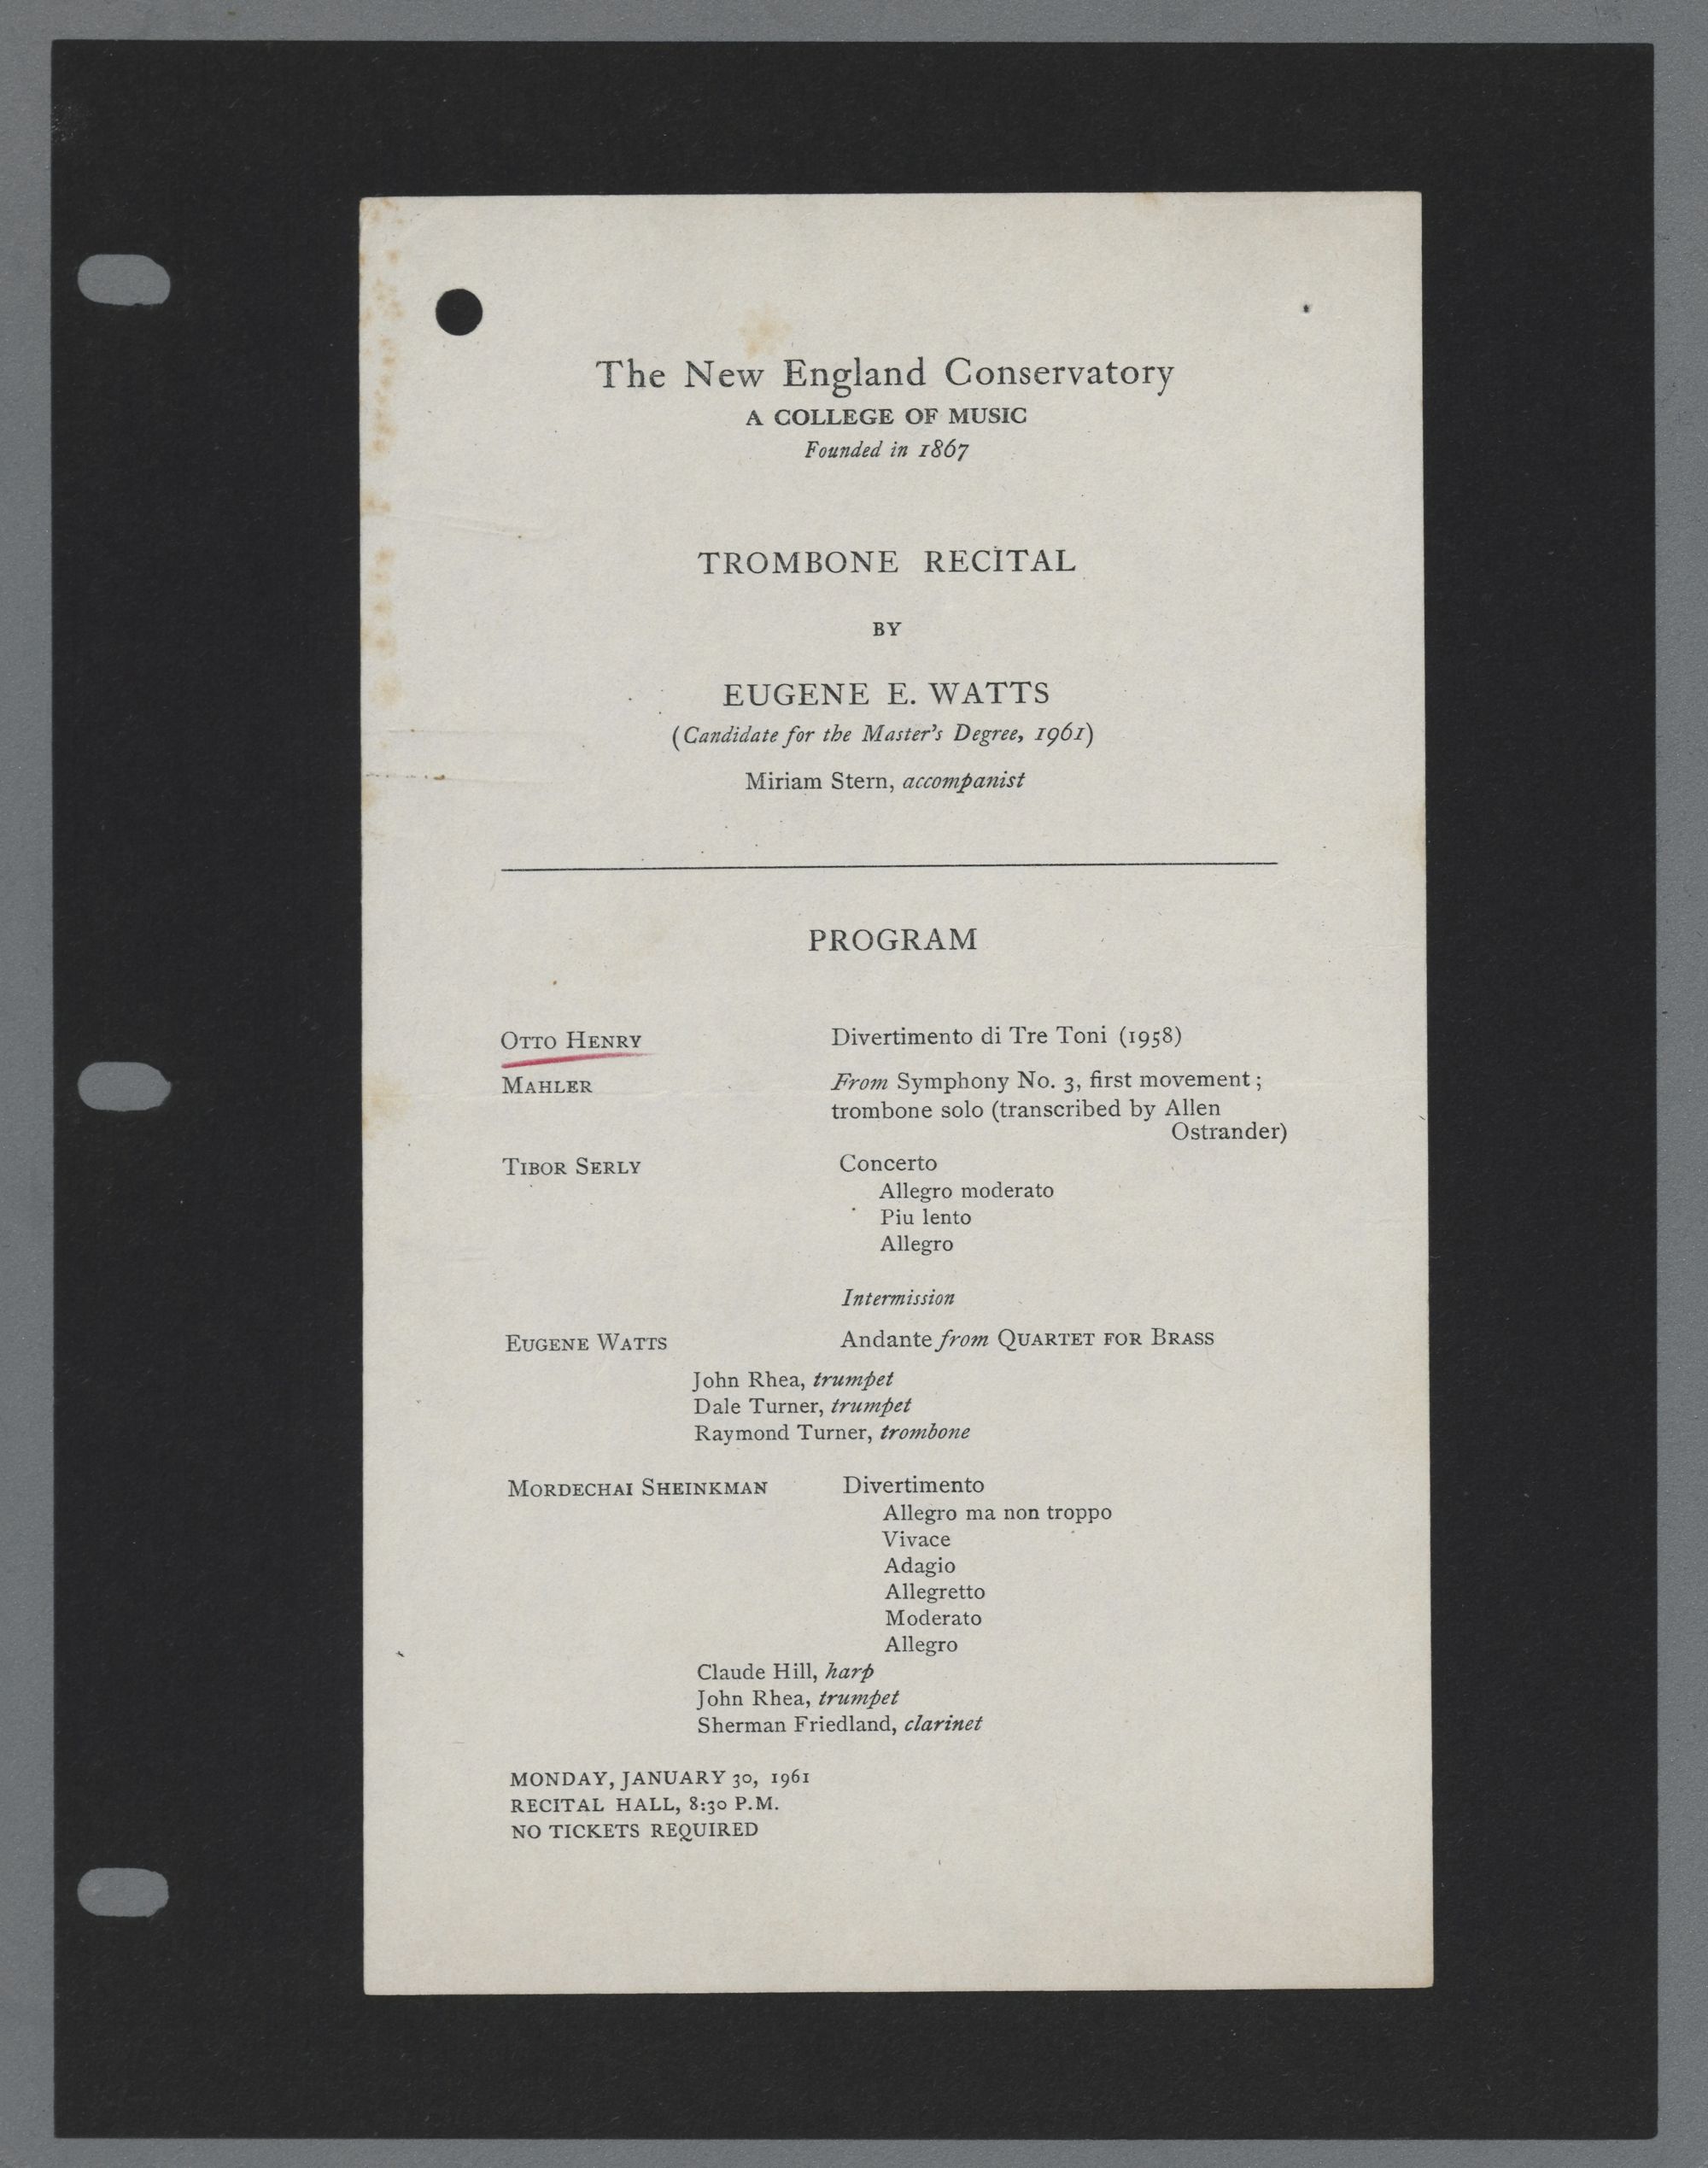 The New England Conservatory
A COLLEGE OF MUSIC
Founded in 1867
TROMBONE RECITAL
BY
EUGENE E. WATTS
(Candidate for the Master's Degree, 1961)
Miriam Stern, accompanist
PROGRAM
OTTO HENRY Divertimento di Tre Toni (1958)
MAHLER From Symphony No. 3, first movement;
trombone solo (transcribed by Allen
Ostrander)
TIBOR SERLY Concerto
Allegro moderato
Piu lento
Allegro
Intermission
EUGENE WATTS Andante from QUARTET FOR BRASS
John Rhea, trumpet
Dale Turner, trumpet
Raymond Turner, trombone
MORDECHAI SHEINKMAN Divertimento
Allegro ma non troppo
Vivace
Adagio
Allegretto
Moderato
Allegro
Claude Hill, harp
John Rhea, trumpet
Sherman Friedland, clarinet
MONDAY, JANUARY 30, 1961
RECITAL HALL, 8:30 P.M.
NO TICKETS REQUIRED